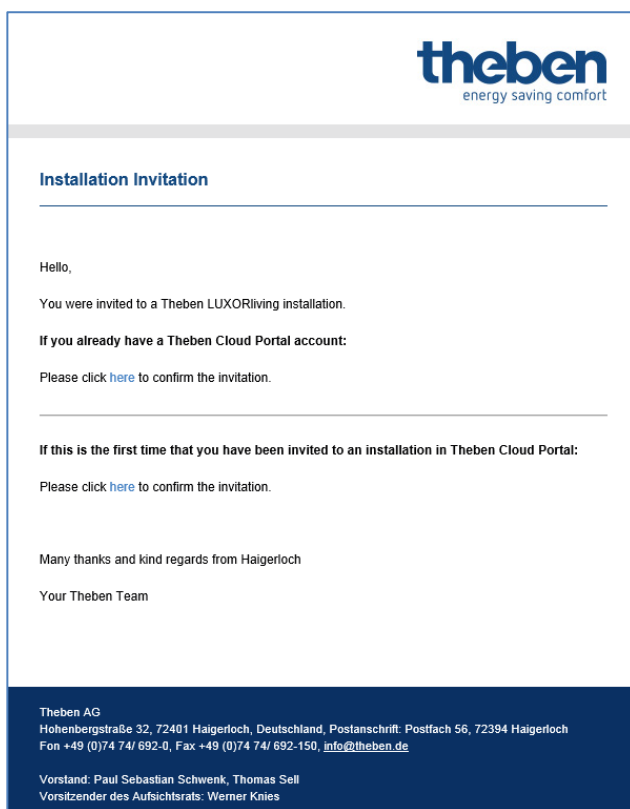 theben
energy saving comfort
Installation Invitation
Hello,
You were invited to a Theben LUXORliving installation.
If you already have a Theben Cloud Portal account:
Please click here to confirm the invitation.
If this is the first time that you have been invited to an installation in Theben Cloud Portal:
Please click here to confirm the invitation.
Many thanks and kind regards from Haigerloch
Your Theben Team
Theben AG
Hohenbergstraße 32, 72401 Haigerloch, Deutschland, Postanschrift: Postfach 56, 72394 Haigerloch
Fon +49 (0)74 74/ 692-0, Fax +49 (0)74 74/ 692-150, info@theben.de
Vorstand: Paul Sebastian Schwenk, Thomas Sell
Vorsitzender des Aufsichtsrats: Werner Knies